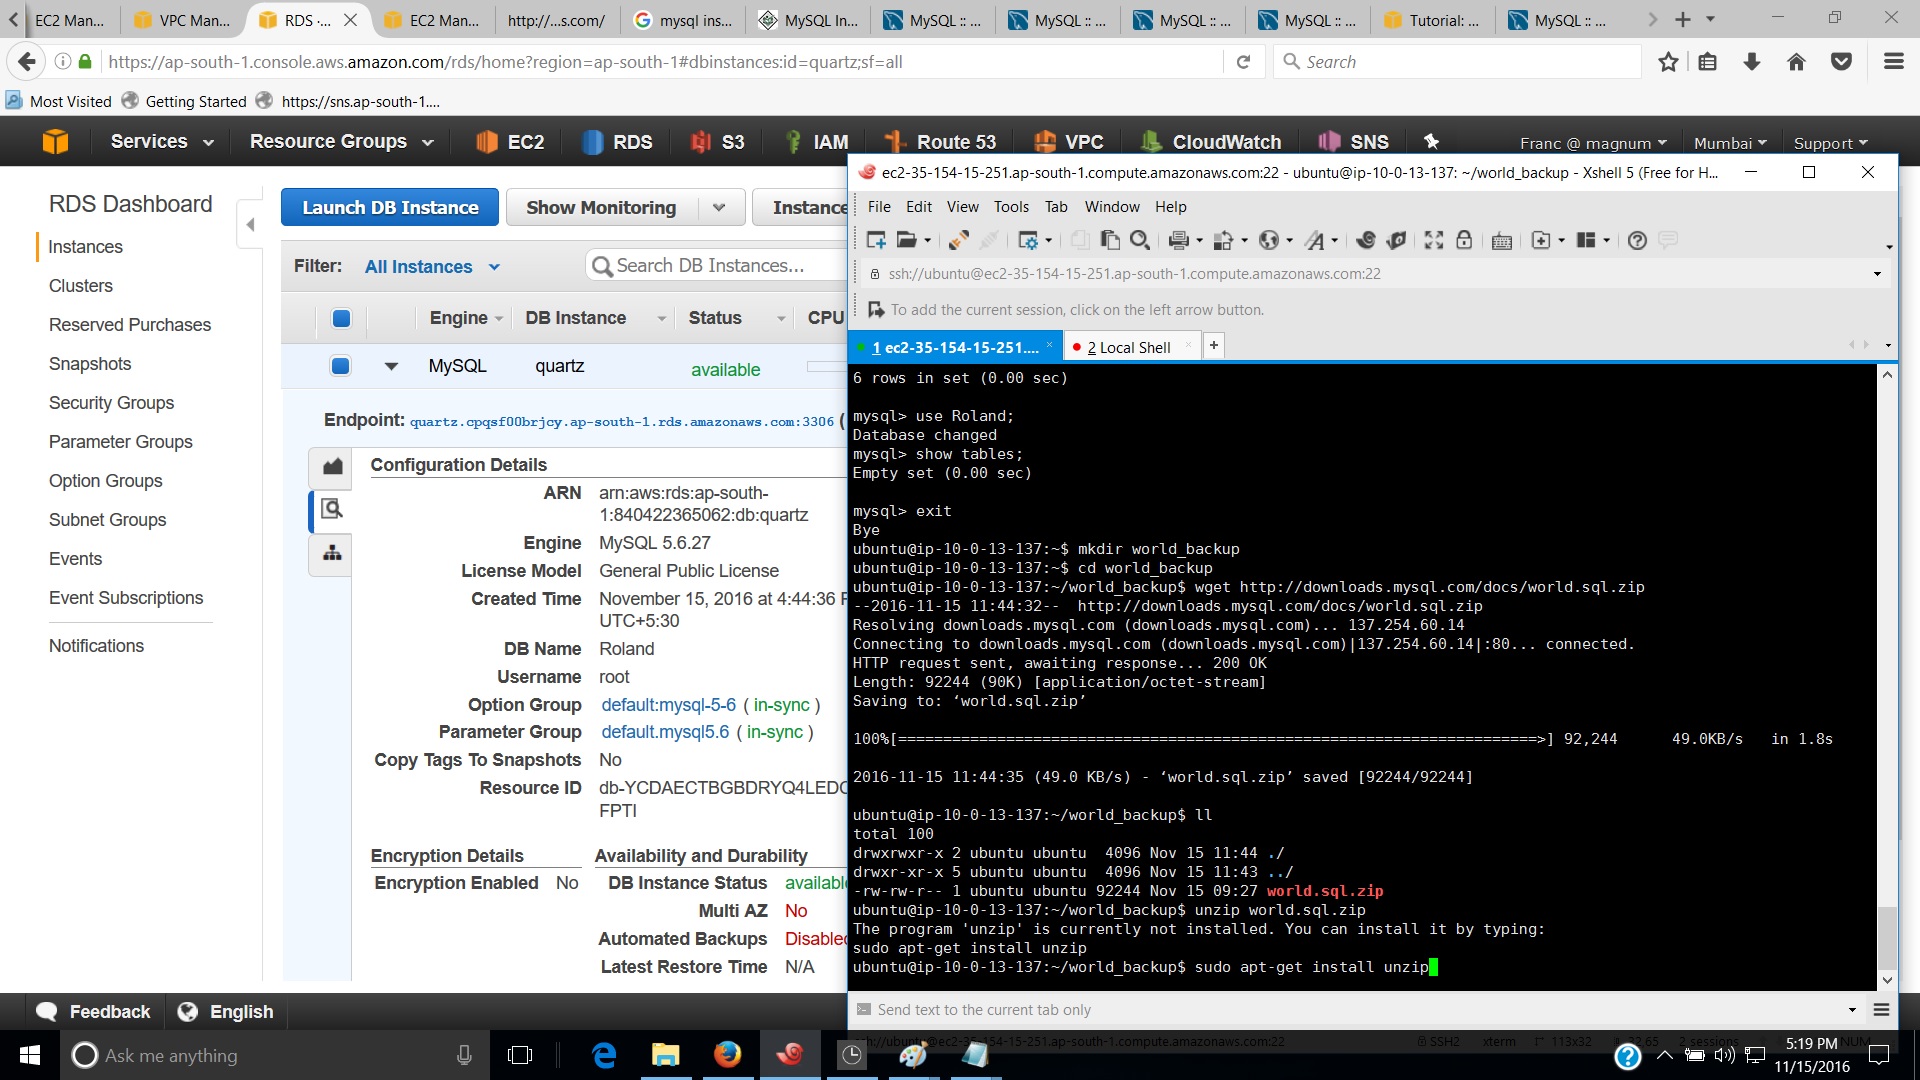 EC2 Man...
VPC Man...
RDS ·...
EC2 Man...
http://...s.com/
mysql ins...
MySQL In...
MySQL :: ...
MySQL :: ...
MySQL :: ...
MySQL :: ...
Tutorial: ...
MySQL :: ...
https://ap-south-1.console.aws.amazon.com/rds/home?region=ap-south-1#dbinstances:id=quartz;sf=all
Search
Most Visited
Getting Started
https://sns.ap-south-1....
Services
Resource Groups
EC2
RDS
S3
IAM
Route 53
VPC
CloudWatch
SNS
Franc @ magnum
Mumbai
Support
RDS Dashboard
Instances
Clusters
Reserved Purchases
Snapshots
Security Groups
Parameter Groups
Option Groups
Subnet Groups
Events
Event Subscriptions
Notifications
Launch DB Instance
Show Monitoring
Instance
Filter: All Instances
Search DB Instances...
Engine
DB Instance
Status
CPU
MySQL
quartz
available
Endpoint: quartz.cpqsf00brjcy.ap-south-1.rds.amazonaws.com:3306 (
Configuration Details
ARN arn:aws:rds:ap-south-
1:840422365062:db:quartz
Engine MySQL 5.6.27
License Model General Public License
Created Time November 15, 2016 at 4:44:36 P
UTC+5:30
DB Name Roland
Username root
Option Group default:mysql-5-6 ( in-sync )
Parameter Group default.mysql5.6 ( in-sync )
Copy Tags To Snapshots No
Resource ID db-YCDAECTBGBDRYQ4LEDC
FPTI
Encryption Details
Encryption Enabled No
Availability and Durability
DB Instance Status available
Multi AZ No
Automated Backups Disabled
Latest Restore Time N/A
Feedback
English
ec2-35-154-15-251.ap-south-1.compute.amazonaws.com:22 - ubuntu@ip-10-0-13-137: ~/world_backup - Xshell 5 (Free for H...
File Edit View Tools Tab Window Help
ssh://ubuntu@ec2-35-154-15-251.ap-south-1.compute.amazonaws.com:22
To add the current session, click on the left arrow button.
1 ec2-35-154-15-251....
2 Local Shell
+
6 rows in set (0.00 sec)
mysql> use Roland;
Database changed
mysql> show tables;
Empty set (0.00 sec)
mysql> exit
Bye
ubuntu@ip-10-0-13-137:~$ mkdir world_backup
ubuntu@ip-10-0-13-137:~$ cd world_backup
ubuntu@ip-10-0-13-137:~/world_backup$ wget http://downloads.mysql.com/docs/world.sql.zip
--2016-11-15 11:44:32--  http://downloads.mysql.com/docs/world.sql.zip
Resolving downloads.mysql.com (downloads.mysql.com)... 137.254.60.14
Connecting to downloads.mysql.com (downloads.mysql.com)|137.254.60.14|:80... connected.
HTTP request sent, awaiting response... 200 OK
Length: 92244 (90K) [application/octet-stream]
Saving to: ‘world.sql.zip’
100%[=======================================================================>] 92,244      49.0KB/s   in 1.8s
2016-11-15 11:44:35 (49.0 KB/s) - ‘world.sql.zip’ saved [92244/92244]
ubuntu@ip-10-0-13-137:~/world_backup$ ll
total 100
drwxrwxr-x 2 ubuntu ubuntu  4096 Nov 15 11:44 ./
drwxr-xr-x 5 ubuntu ubuntu  4096 Nov 15 11:43 ../
-rw-rw-r-- 1 ubuntu ubuntu 92244 Nov 15 09:27 world.sql.zip
ubuntu@ip-10-0-13-137:~/world_backup$ unzip world.sql.zip
The program 'unzip' is currently not installed. You can install it by typing:
sudo apt-get install unzip
ubuntu@ip-10-0-13-137:~/world_backup$ sudo apt-get install unzip
Send text to the current tab only
ssh://ubuntu@ec2-35-154-15-251.ap-south-1.compute.amazonaws.com:22
SSH2
xterm
113x32
32,65
2 sessions
NUM
Ask me anything
5:19 PM
11/15/2016